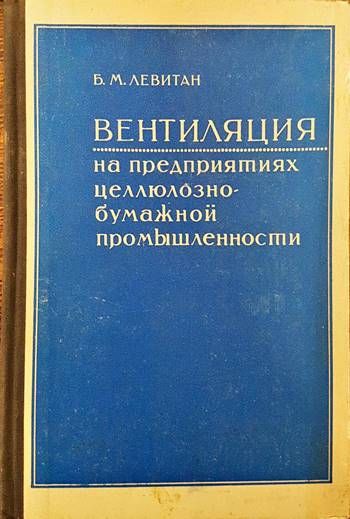 Б. М. ЛЕВИТАН
ВЕНТИЛЯЦИЯ
на предприятиях
целлюлозно-
бумажной
промышленности